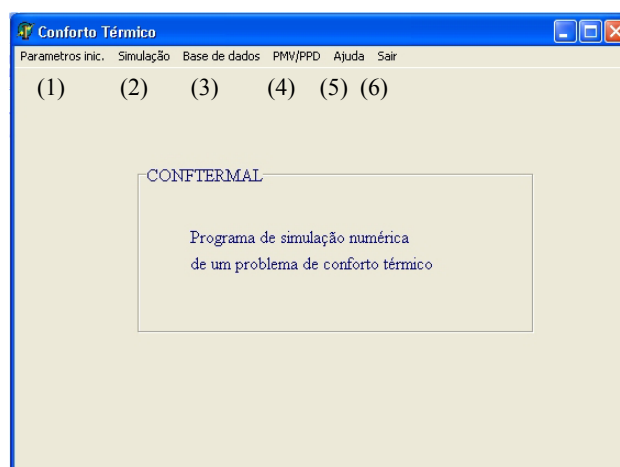 Conforto Térmico
Parametros inic. Simulação Base de dados PMV/PPD Ajuda Sair
(1) (2) (3) (4) (5) (6)
CONFTERMAL
Programa de simulação numérica
de um problema de conforto térmico